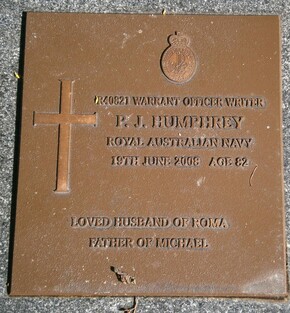 R40821 WARRANT OFFICER WRITER
P. J. HUMPHREY
ROYAL AUSTRALIAN NAVY
19TH JUNE 2008 AGE 82
LOVED HUSBAND OF ROMA
FATHER OF MICHAEL